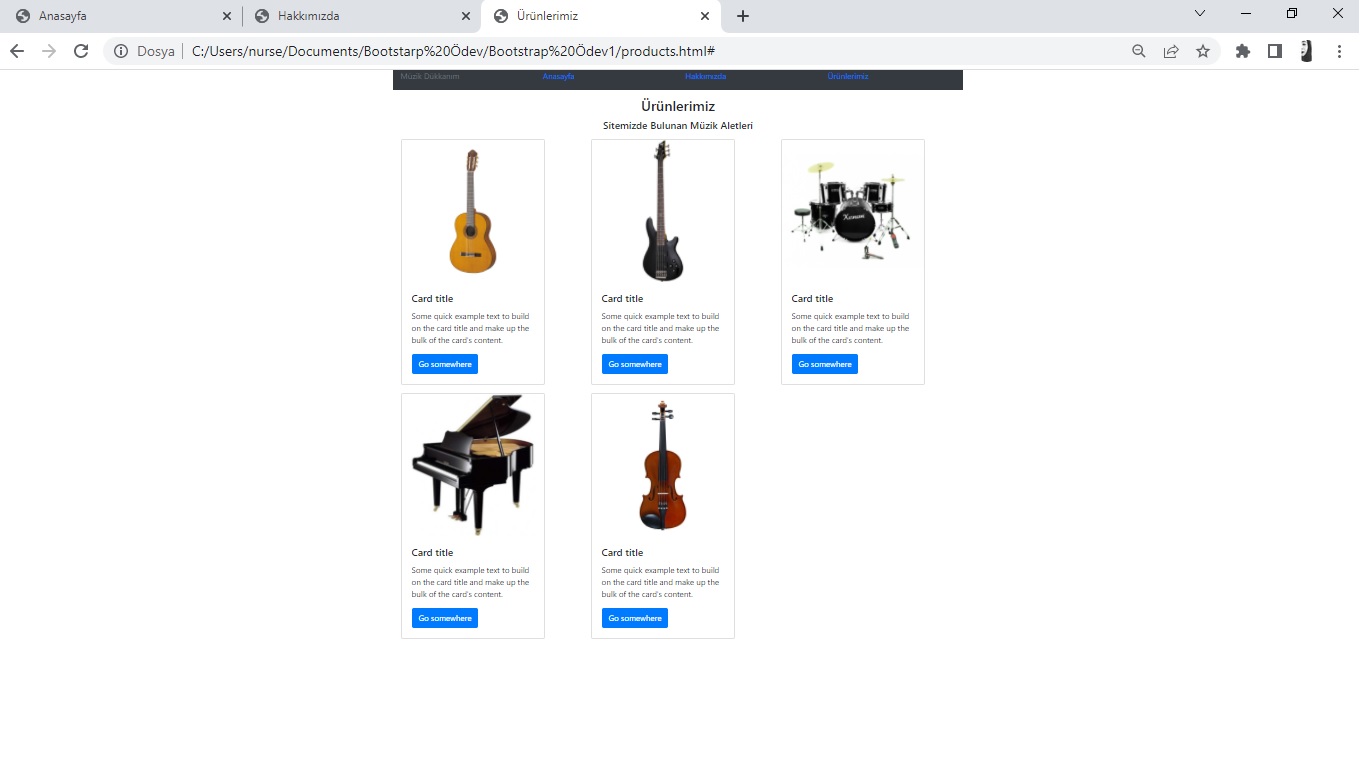 Anasayfa
Hakkımızda
Ürünlerimiz
Dosya
C:/Users/nurse/Documents/Bootstarp%20Ödev/Bootstrap%20Ödev1/products.html#
Müzik Dükkanım
Anasayfa
Hakkımızda
Ürünlerimiz
Ürünlerimiz
Sitemizde Bulunan Müzik Aletleri
Xenon
Card title
Some quick example text to build
on the card title and make up the
bulk of the card's content.
Go somewhere
Card title
Some quick example text to build
on the card title and make up the
bulk of the card's content.
Go somewhere
Card title
Some quick example text to build
on the card title and make up the
bulk of the card's content.
Go somewhere
Card title
Some quick example text to build
on the card title and make up the
bulk of the card's content.
Go somewhere
Card title
Some quick example text to build
on the card title and make up the
bulk of the card's content.
Go somewhere